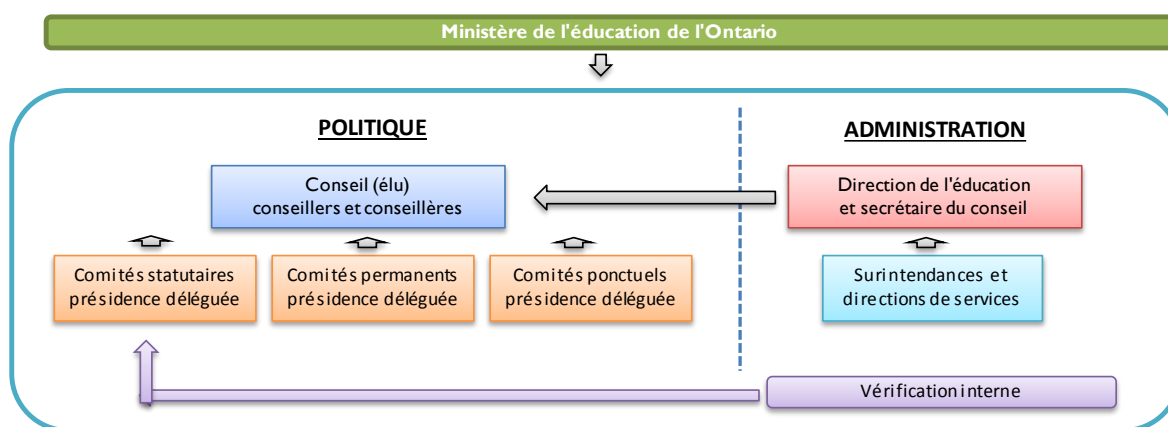 Ministère de l'éducation de l'Ontario
POLITIQUE
ADMINISTRATION
Conseil (élu)
conseillers et conseillères
Direction de l'éducation
et secrétaire du conseil
Comités statutaires
présidence déléguée
Comités permanents
présidence déléguée
Comités ponctuels
présidence déléguée
Surintendances et
directions de services
Vérification interne